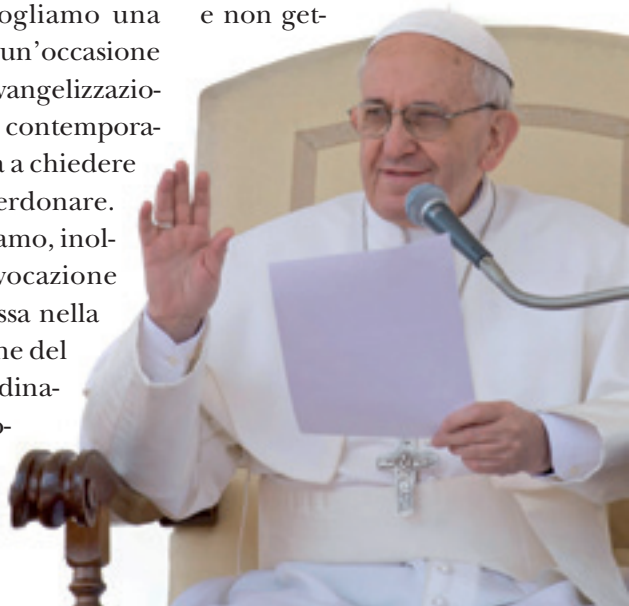 ogliamo una
un’occasione
vangelizzazio-
contempora-
a chiedere
erdonare.
amo, inol-
vocazione
ssa nella
ne del
dina-
e non get-